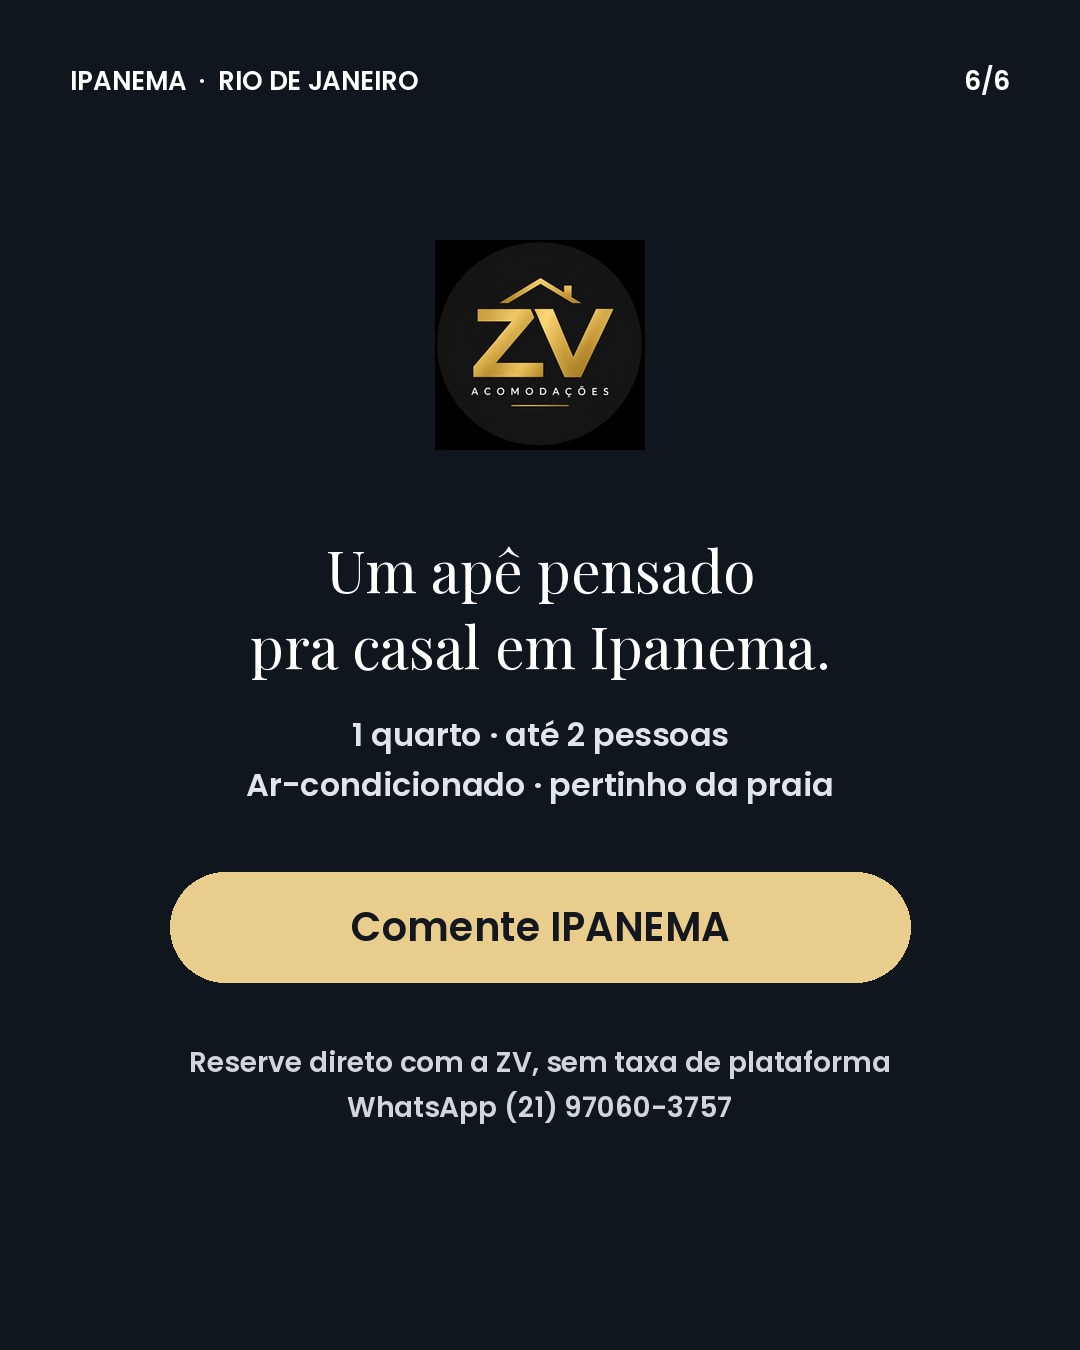 IPANEMA · RIO DE JANEIRO
6/6
ZV
ACOMODAÇÕES
Um apê pensado
pra casal em Ipanema.
1 quarto · até 2 pessoas
Ar-condicionado · pertinho da praia
Comente IPANEMA
Reserve direto com a ZV, sem taxa de plataforma
WhatsApp (21) 97060-3757